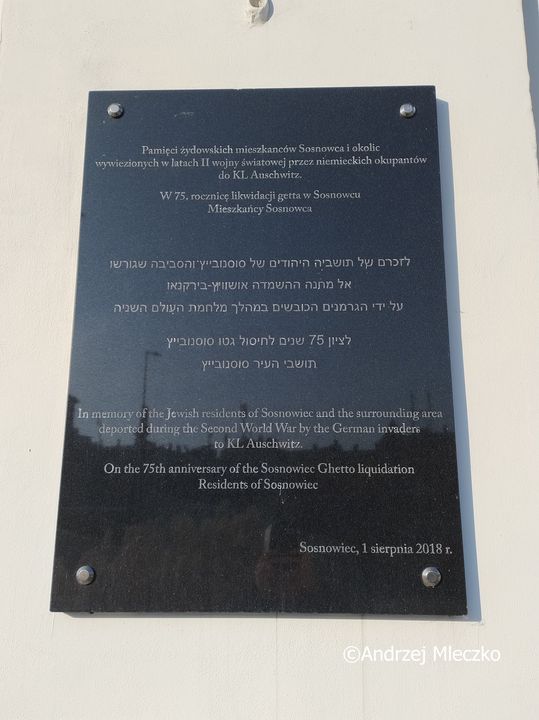 Pamięci żydowskich mieszkańców Sosnowca i okolic
wywiezionych w latach II wojny światowej przez niemieckich okupantów
do KL Auschwitz.
W 75. rocznicę likwidacji getta w Sosnowcu
Mieszkańcy Sosnowca
לזכרם של תושביה היהודים של סוסנובייץ והסביבה שגורשו
אל מחנה ההשמדה אושוויץ-בירקנאו
על ידי הגרמנים הכובשים במהלך מלחמת העולם השניה
לציון 75 שנים לחיסול גטו סוסנובייץ
תושבי העיר סוסנובייץ
In memory of the Jewish residents of Sosnowiec and the surrounding area
deported during the Second World War by the German invaders
to KL Auschwitz.
On the 75th anniversary of the Sosnowiec Ghetto liquidation
Residents of Sosnowiec
Sosnowiec, 1 sierpnia 2018 r.
©Andrzej Mleczko